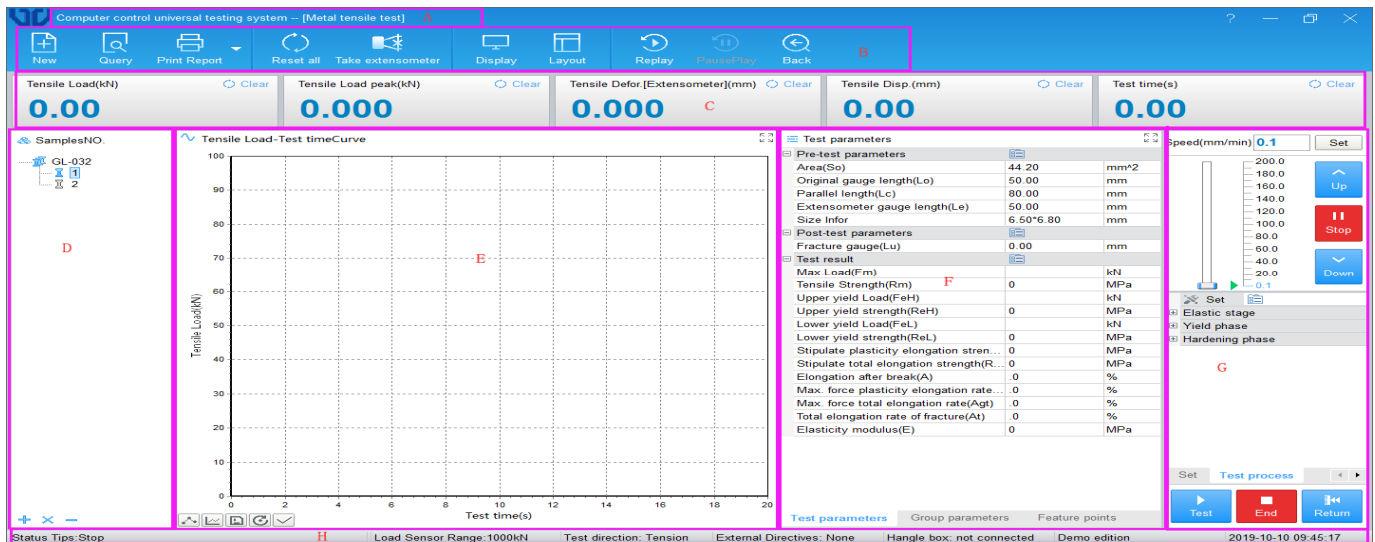 Computer control universal testing system -- [Metal tensile test] A
New Query Print Report Reset all Take extensometer Display Layout Replay PausePlay Back B
Tensile Load(kN) Clear Tensile Load peak(kN) Clear Tensile Defor.[Extensometer](mm) Clear Tensile Disp.(mm) Clear Test time(s) Clear
0.00 0.000 0.000 C 0.00 0.00
SamplesNO.
GL-032
1
2
D
Tensile Load-Test timeCurve
100
90
80
70
60
50
40
30
20
10
0
Tensile Load(kN)
E
0 2 4 6 8 10 12 14 16 18 20
Test time(s)
Test parameters
Pre-test parameters
Area(So) 44.20 mm^2
Original gauge length(Lo) 50.00 mm
Parallel length(Lc) 80.00 mm
Extensometer gauge length(Le) 50.00 mm
Size Infor 6.50*6.80 mm
Post-test parameters
Fracture gauge(Lu) 0.00 mm
Test result
Max.Load(Fm) kN
Tensile Strength(Rm) F 0 MPa
Upper yield Load(FeH) kN
Upper yield strength(ReH) 0 MPa
Lower yield Load(FeL) kN
Lower yield strength(ReL) 0 MPa
Stipulate plasticity elongation stren... 0 MPa
Stipulate total elongation strength(R... 0 MPa
Elongation after break(A) .0 %
Max. force plasticity elongation rate... .0 %
Max. force total elongation rate(Agt) .0 %
Total elongation rate of fracture(At) .0 %
Elasticity modulus(E) 0 MPa
Test parameters Group parameters Feature points
Speed(mm/min) 0.1 Set
200.0
180.0
160.0
140.0
120.0
100.0
80.0
60.0
40.0
20.0
0.1
Up
Stop
Down
Set
Elastic stage
Yield phase
Hardening phase
G
Set Test process
Test End Return
Status Tips:Stop H Load Sensor Range:1000kN Test direction: Tension External Directives: None Hangle box: not connected Demo edition 2019-10-10 09:45:17